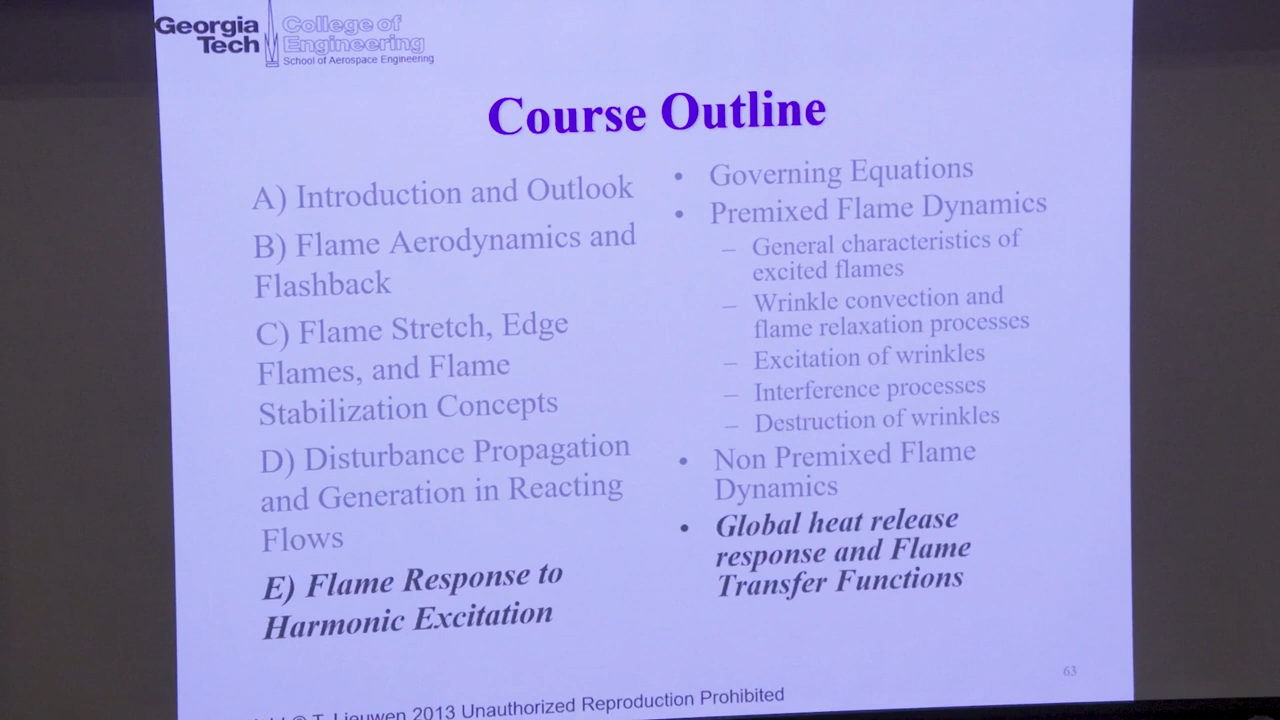 Georgia Tech
College of Engineering
School of Aerospace Engineering
Course Outline
A) Introduction and Outlook
B) Flame Aerodynamics and
Flashback
C) Flame Stretch, Edge
Flames, and Flame
Stabilization Concepts
D) Disturbance Propagation
and Generation in Reacting
Flows
E) Flame Response to
Harmonic Excitation
• Governing Equations
• Premixed Flame Dynamics
– General characteristics of
excited flames
– Wrinkle convection and
flame relaxation processes
– Excitation of wrinkles
– Interference processes
– Destruction of wrinkles
• Non Premixed Flame
Dynamics
• Global heat release
response and Flame
Transfer Functions
63
© T. Lieuwen 2013 Unauthorized Reproduction Prohibited